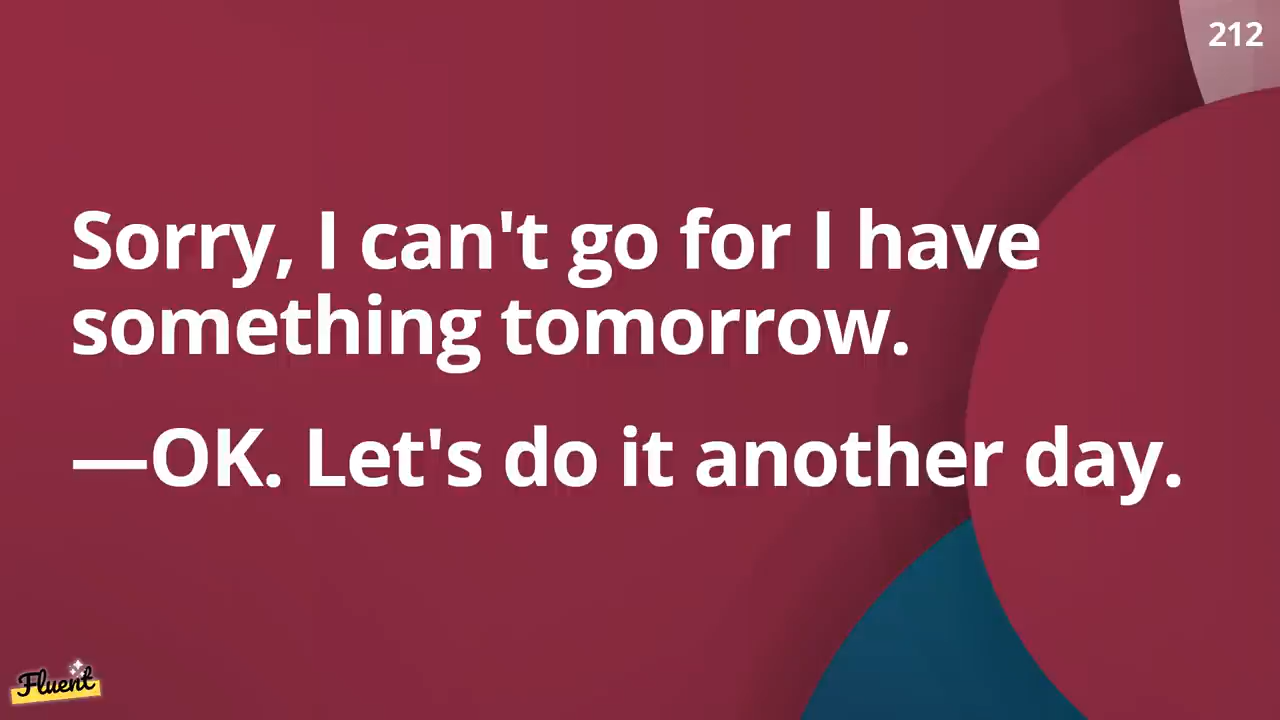 212
Sorry, I can't go for I have
something tomorrow.
—OK. Let's do it another day.
Fluent